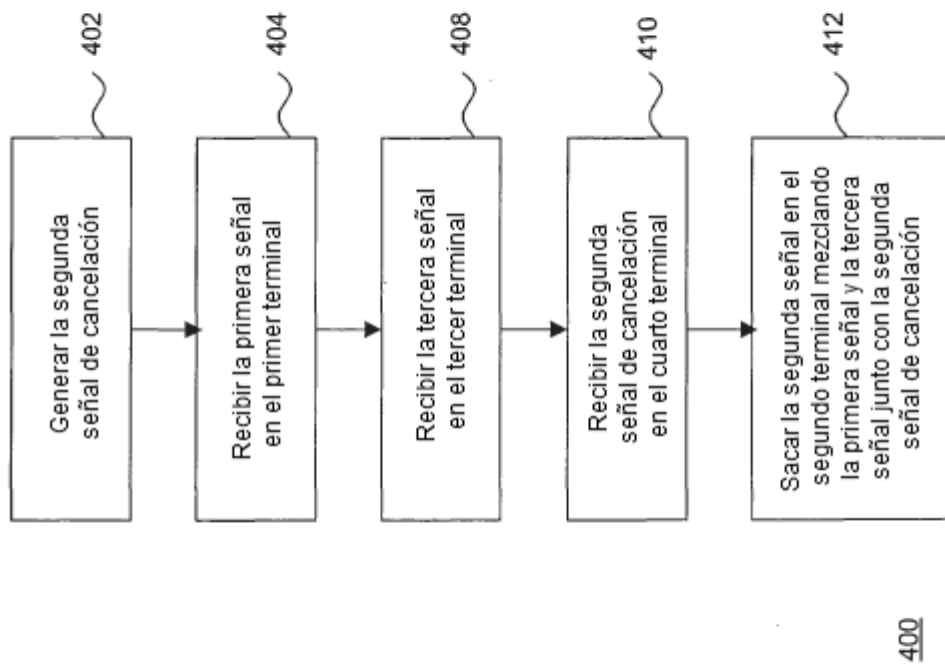 Generar la segunda
señal de cancelación
402
Recibir la primera señal
en el primer terminal
404
Recibir la tercera señal
en el tercer terminal
408
Recibir la segunda
señal de cancelación
en el cuarto terminal
410
Sacar la segunda señal en el
segundo terminal mezclando
la primera señal y la tercera
señal junto con la segunda
señal de cancelación
412
400